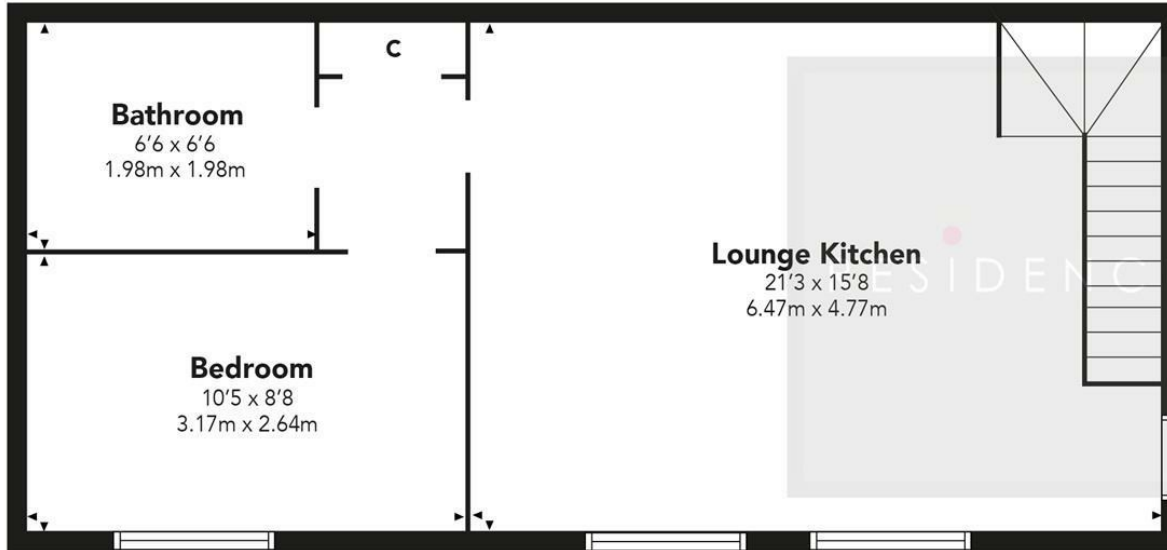 C
Bathroom
6'6 x 6'6
1.98m x 1.98m
Lounge Kitchen
21'3 x 15'8
6.47m x 4.77m
Bedroom
10'5 x 8'8
3.17m x 2.64m